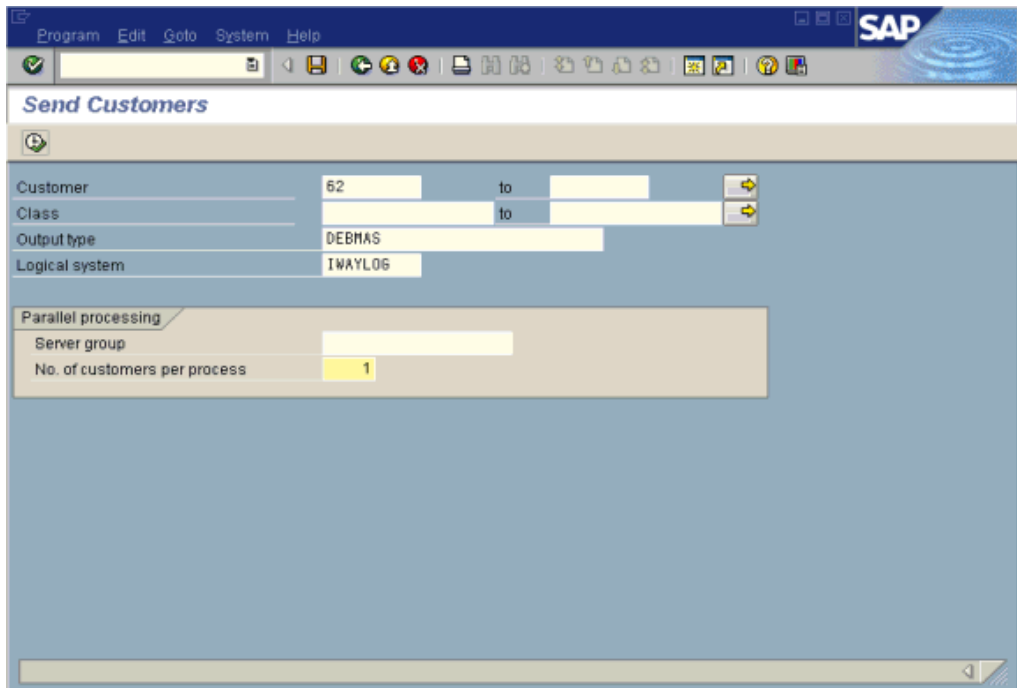 Program Edit Goto System Help
SAP
Send Customers
Customer 62 to
Class to
Output type DEBMAS
Logical system IWAYLOG
Parallel processing
Server group
No. of customers per process 1